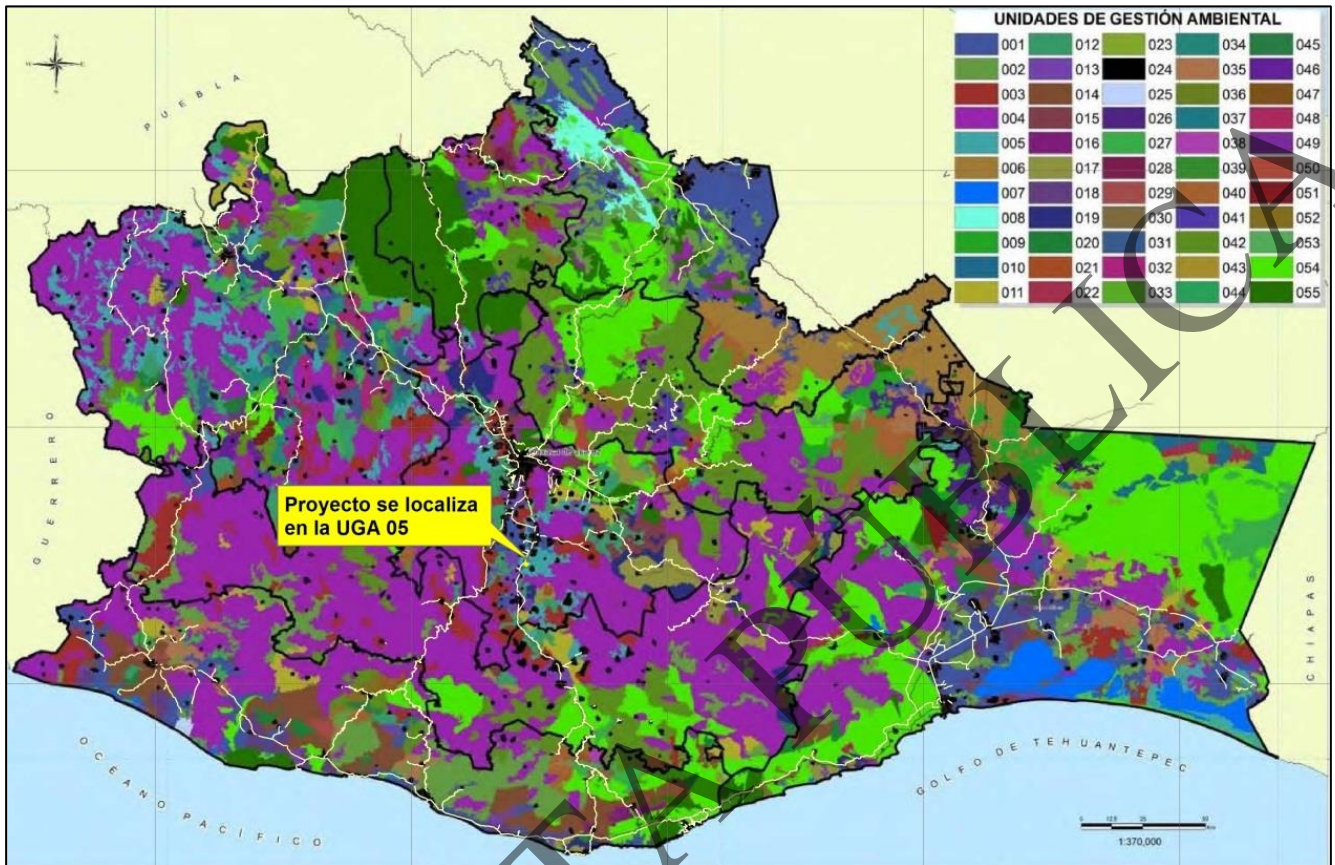 UNIDADES DE GESTIÓN AMBIENTAL
001 012 023 034 045
002 013 024 035 046
003 014 025 036 047
004 015 026 037 048
005 016 027 038 049
006 017 028 039 050
007 018 029 040 051
008 019 030 041 052
009 020 031 042 053
010 021 032 043 054
011 022 033 044 055
N
W E
S
PUEBLA
GUERRERO
Proyecto se localiza
en la UGA 05
CHIAPAS
OCÉANO PACÍFICO
GOLFO DE TEHUANTEPEC
1:370,000
TA PUBLICA